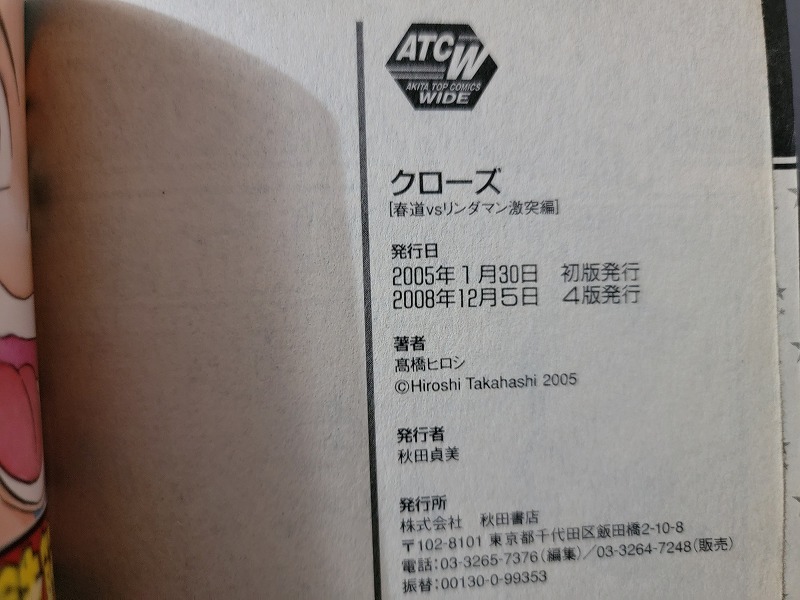 ATCW
AKITA TOP COMICS
WIDE
クローズ
[春道vsリンダマン激突編]
発行日
2005年1月30日 初版発行
2008年12月5日 4版発行
著者
髙橋ヒロシ
©Hiroshi Takahashi 2005
発行者
秋田貞美
発行所
株式会社 秋田書店
〒102-8101 東京都千代田区飯田橋2-10-8
電話:03-3265-7376(編集)/03-3264-7248(販売)
振替:00130-0-99353